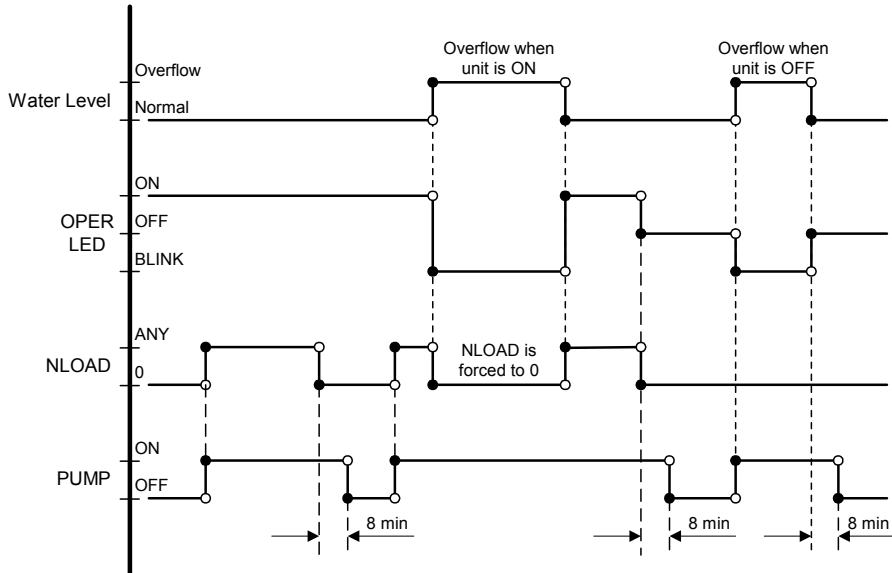 Overflow when
unit is ON
Overflow when
unit is OFF
Overflow
Water Level
Normal
ON
OPER
LED
OFF
BLINK
ANY
NLOAD
0
NLOAD is
forced to 0
ON
PUMP
OFF
8 min
8 min
8 min